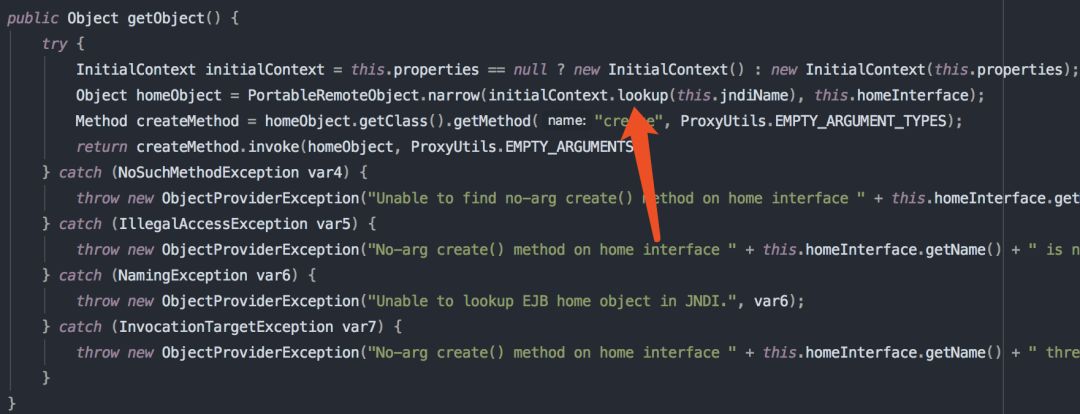 public Object getObject() {
try {
InitialContext initialContext = this.properties == null ? new InitialContext() : new InitialContext(this.properties);
Object homeObject = PortableRemoteObject.narrow(initialContext.lookup(this.jndiName), this.homeInterface);
Method createMethod = homeObject.getClass().getMethod( name: "create", ProxyUtils.EMPTY_ARGUMENT_TYPES);
return createMethod.invoke(homeObject, ProxyUtils.EMPTY_ARGUMENTS
} catch (NoSuchMethodException var4) {
throw new ObjectProviderException("Unable to find no-arg create() method on home interface " + this.homeInterface.get
} catch (IllegalAccessException var5) {
throw new ObjectProviderException("No-arg create() method on home interface " + this.homeInterface.getName() + " is n
} catch (NamingException var6) {
throw new ObjectProviderException("Unable to lookup EJB home object in JNDI.", var6);
} catch (InvocationTargetException var7) {
throw new ObjectProviderException("No-arg create() method on home interface " + this.homeInterface.getName() + " thre
}
}